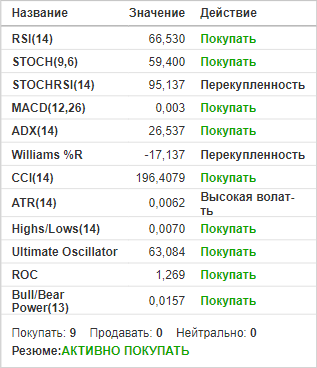 Название Значение Действие
RSI(14) 66,530 Покупать
STOCH(9,6) 59,400 Покупать
STOCHRSI(14) 95,137 Перекупленность
MACD(12,26) 0,003 Покупать
ADX(14) 26,537 Покупать
Williams %R -17,137 Перекупленность
CCI(14) 196,4079 Покупать
ATR(14) 0,0062 Высокая волат-
ть
Highs/Lows(14) 0,0070 Покупать
Ultimate Oscillator 63,084 Покупать
ROC 1,269 Покупать
Bull/Bear
Power(13) 0,0157 Покупать
Покупать: 9 Продавать: 0 Нейтрально: 0
Резюме:АКТИВНО ПОКУПАТЬ